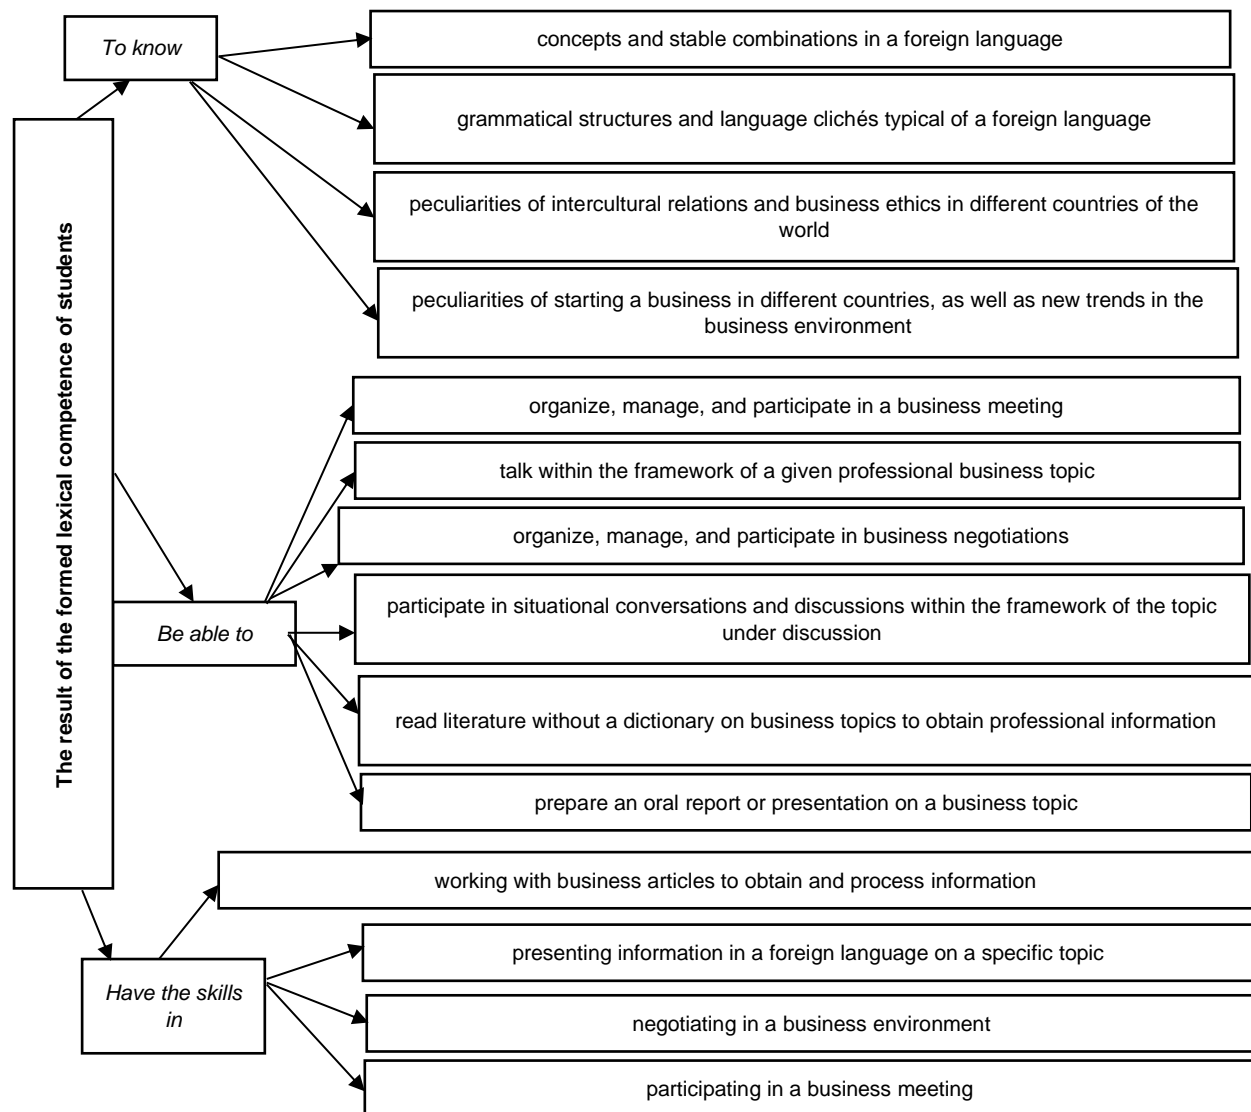 To know
concepts and stable combinations in a foreign language
grammatical structures and language clichés typical of a foreign language
peculiarities of intercultural relations and business ethics in different countries of the
world
peculiarities of starting a business in different countries, as well as new trends in the
business environment
The result of the formed lexical competence of students
organize, manage, and participate in a business meeting
talk within the framework of a given professional business topic
organize, manage, and participate in business negotiations
Be able to
participate in situational conversations and discussions within the framework of the topic
under discussion
read literature without a dictionary on business topics to obtain professional information
prepare an oral report or presentation on a business topic
working with business articles to obtain and process information
Have the skills
in
presenting information in a foreign language on a specific topic
negotiating in a business environment
participating in a business meeting